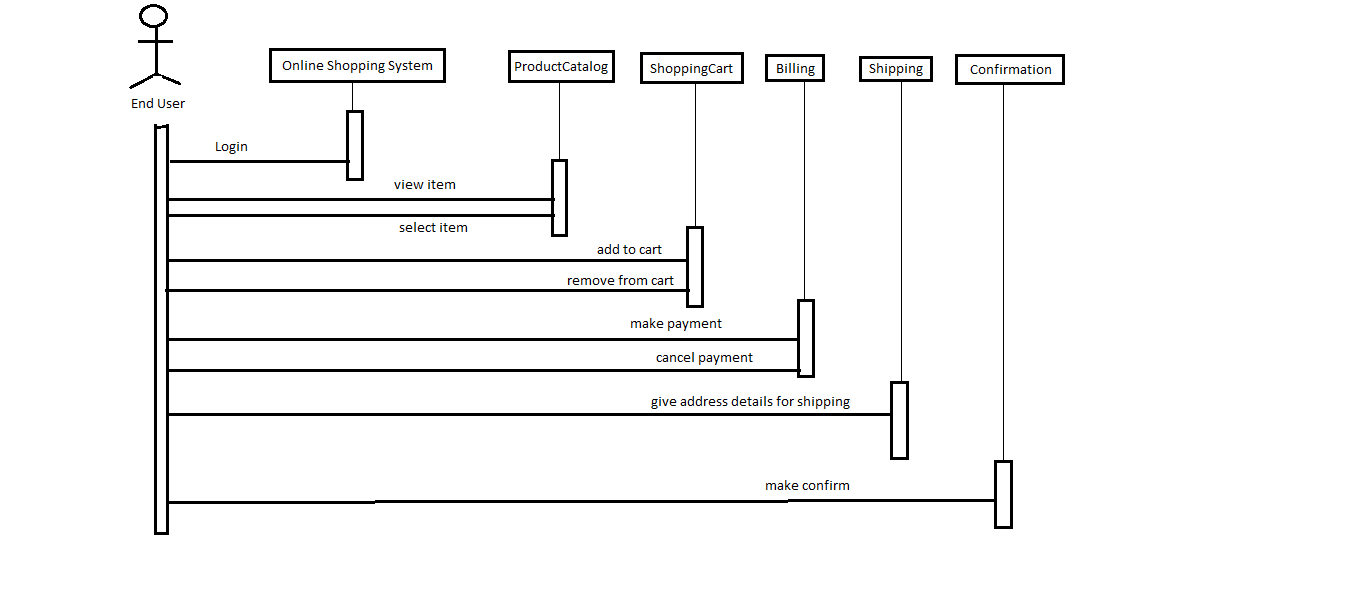 Online Shopping System
ProductCatalog
ShoppingCart
Billing
Shipping
Confirmation
End User
Login
view item
select item
add to cart
remove from cart
make payment
cancel payment
give address details for shipping
make confirm